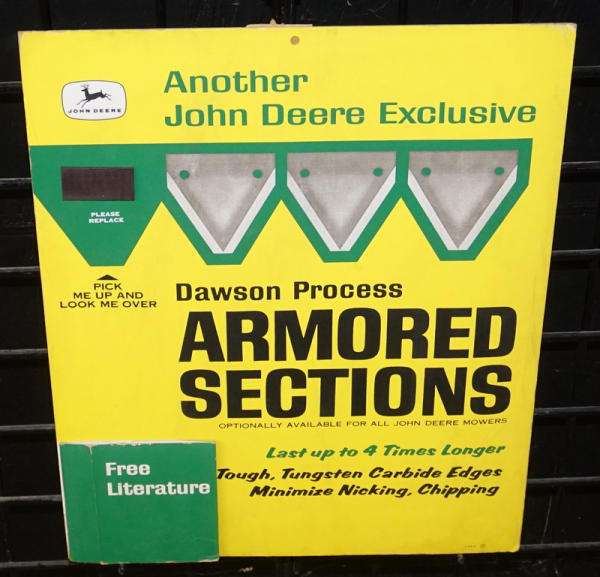 JOHN DEERE
Another
John Deere Exclusive
PLEASE
REPLACE
PICK
ME UP AND
LOOK ME OVER
Dawson Process
ARMORED
SECTIONS
OPTIONALLY AVAILABLE FOR ALL JOHN DEERE MOWERS
Last up to 4 Times Longer
Tough, Tungsten Carbide Edges
Minimize Nicking, Chipping
Free
Literature